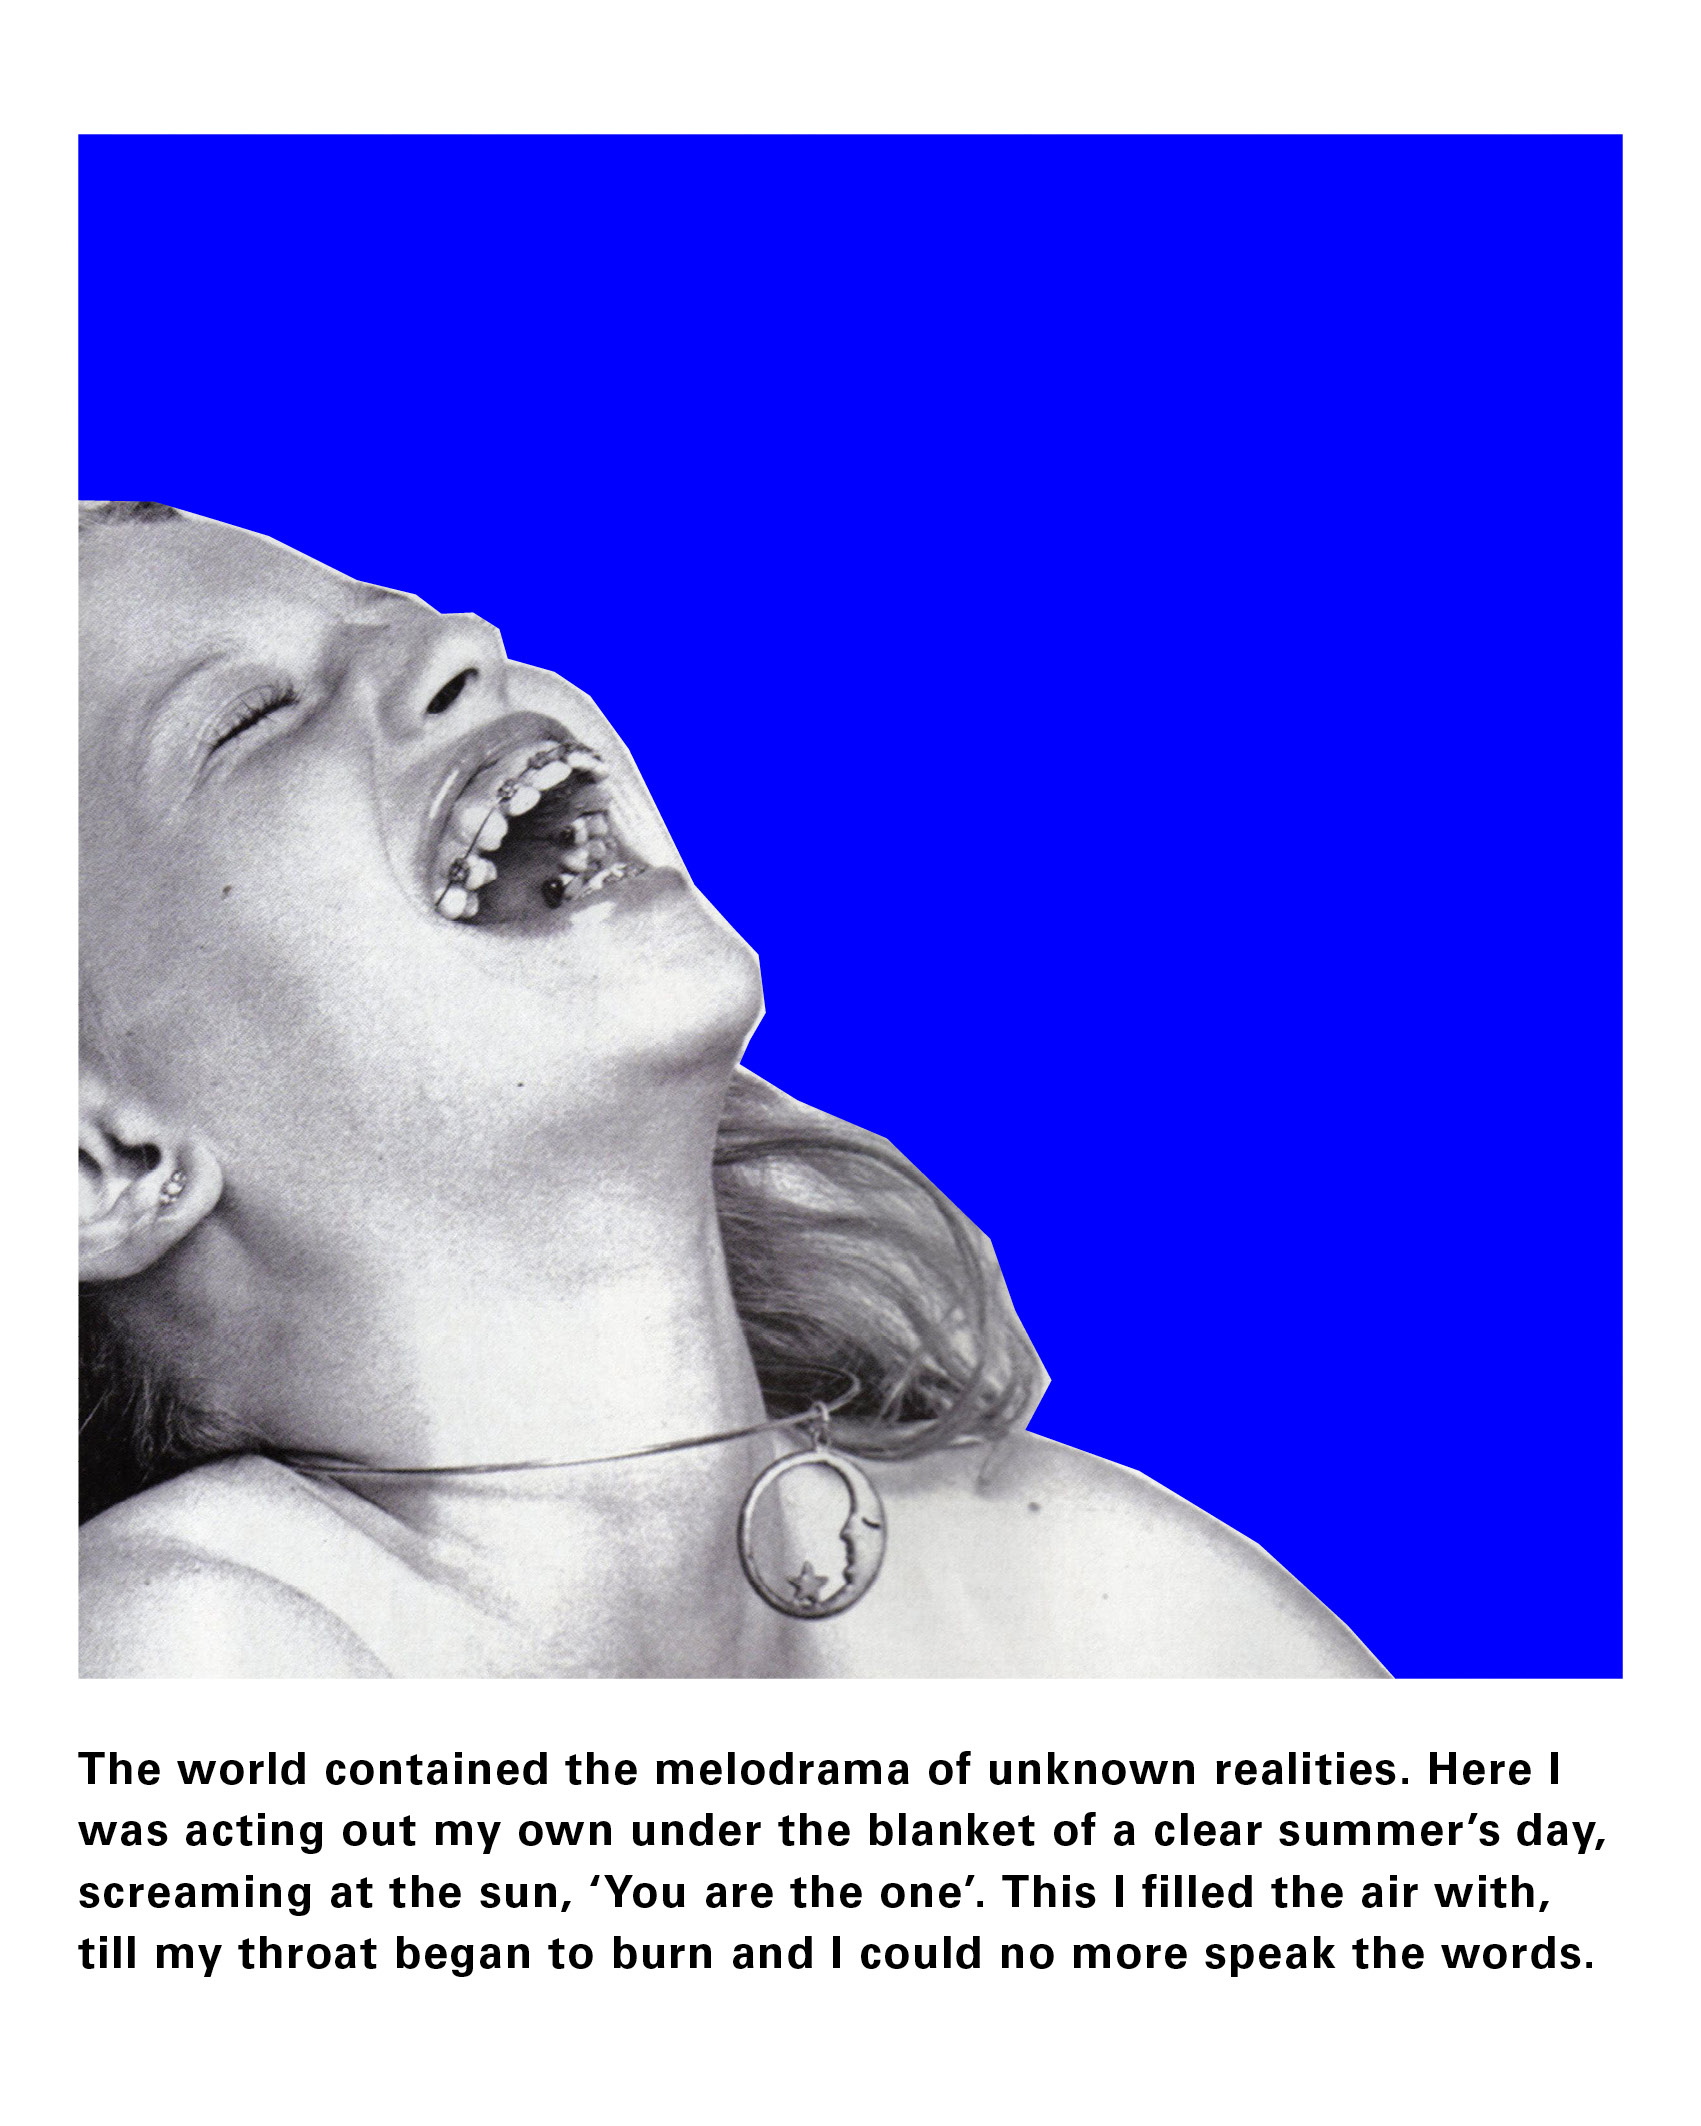 The world contained the melodrama of unknown realities. Here I
was acting out my own under the blanket of a clear summer’s day,
screaming at the sun, ‘You are the one’. This I filled the air with,
till my throat began to burn and I could no more speak the words.